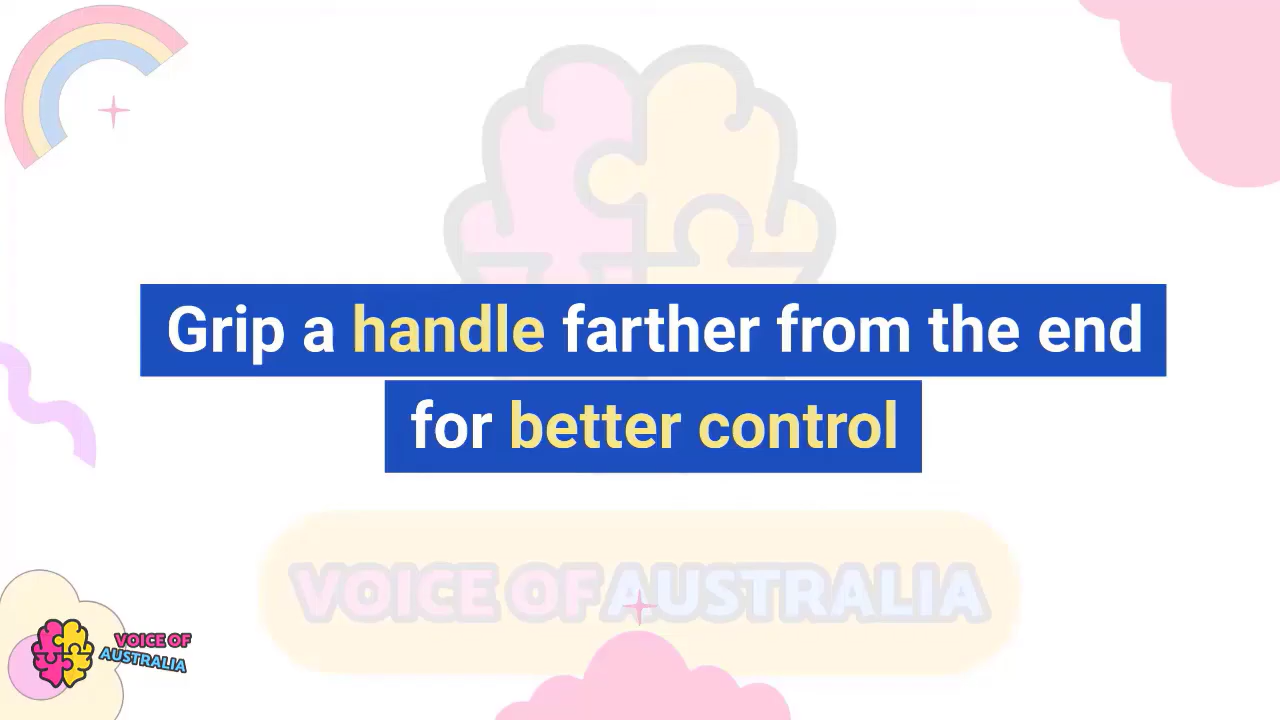 Grip a handle farther from the end
for better control
VOICE OF AUSTRALIA
VOICE OF
AUSTRALIA